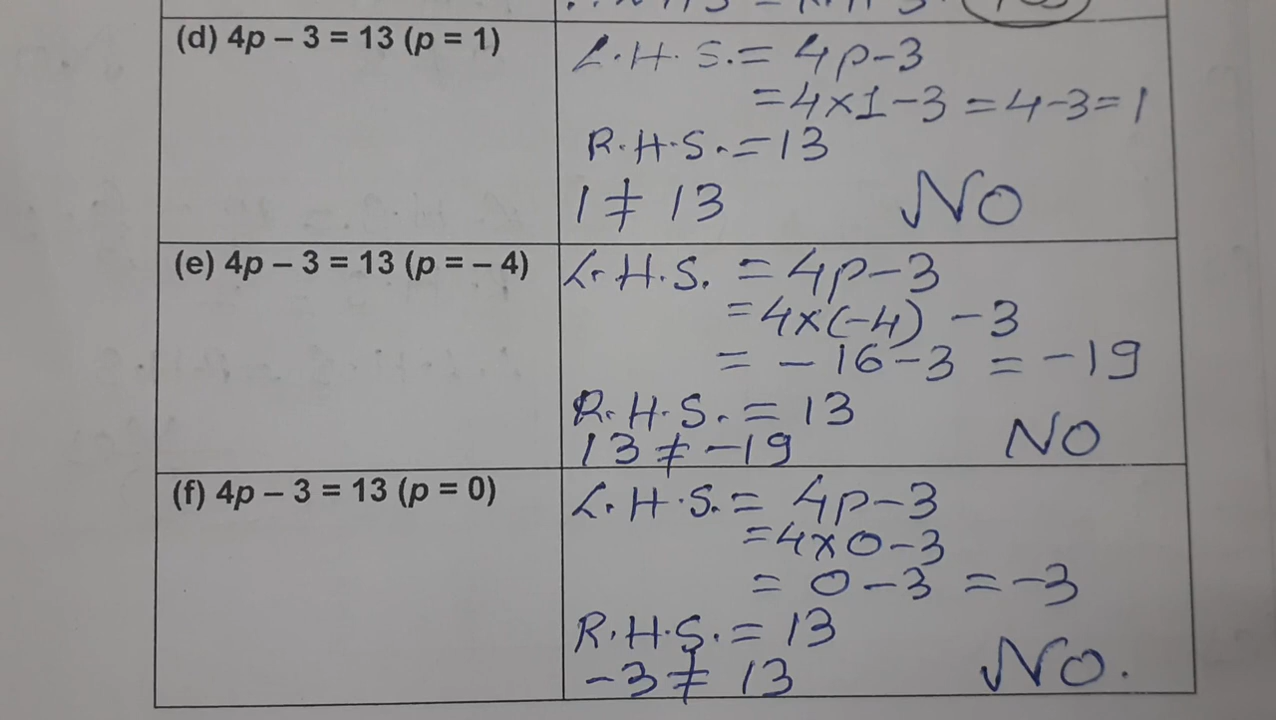 (d) 4p – 3 = 13 (p = 1)
L.H.S. = 4p-3
=4×1-3 = 4-3=1
R.H.S. = 13
1 ≠ 13 NO
(e) 4p – 3 = 13 (p = – 4)
L.H.S. = 4p-3
=4×(-4) -3
= -16-3 = -19
R.H.S. = 13
13 ≠ -19 NO
(f) 4p – 3 = 13 (p = 0)
L.H.S. = 4p-3
=4×0-3
= 0-3 = -3
R.H.S. = 13
-3 ≠ 13 NO.